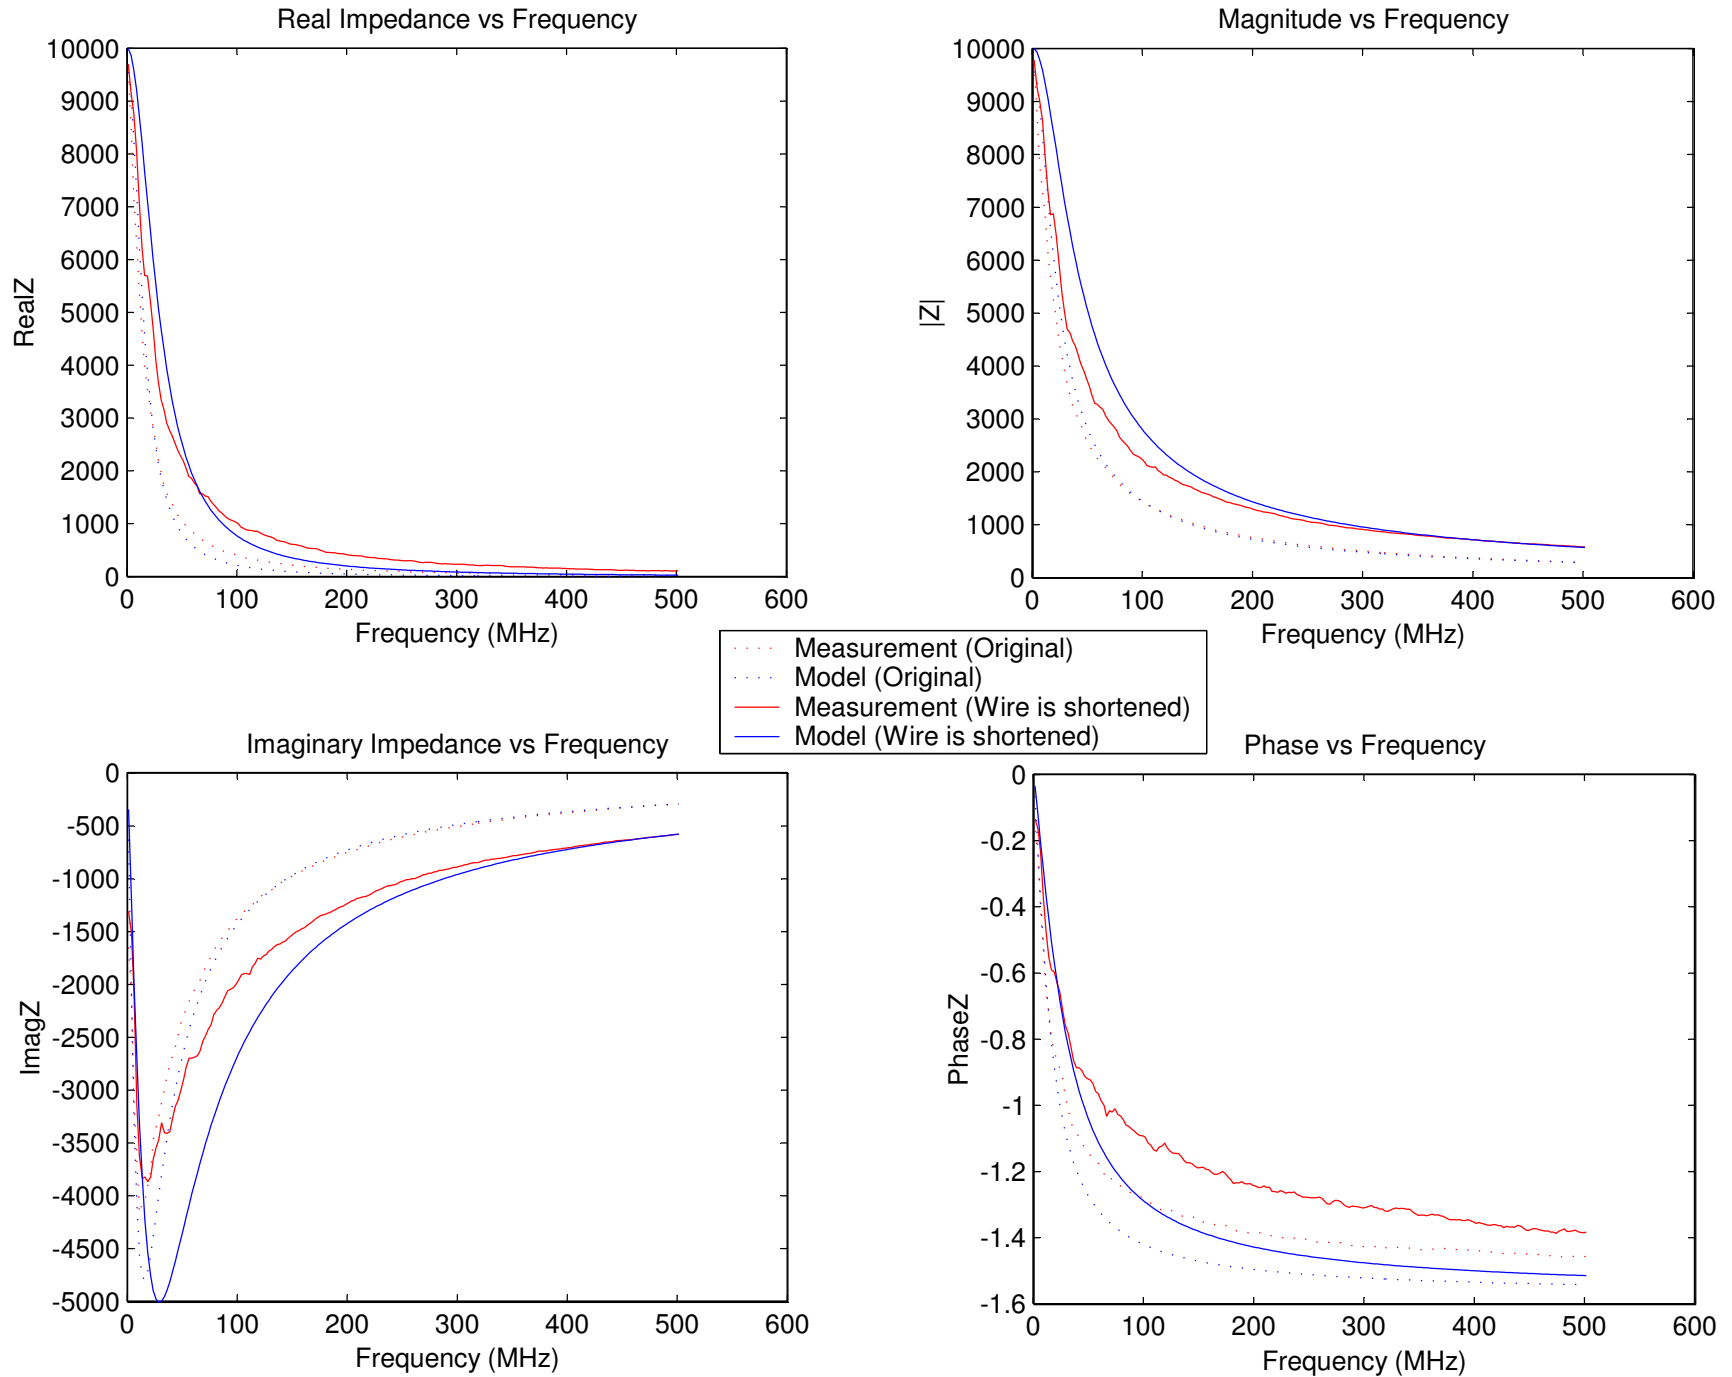 Real Impedance vs Frequency
10000
9000
8000
7000
6000
5000
4000
3000
2000
1000
0
RealZ
0 100 200 300 400 500 600
Frequency (MHz)
Magnitude vs Frequency
10000
9000
8000
7000
6000
5000
4000
3000
2000
1000
0
|Z|
0 100 200 300 400 500 600
Frequency (MHz)
Measurement (Original)
Model (Original)
Measurement (Wire is shortened)
Model (Wire is shortened)
Imaginary Impedance vs Frequency
0
-500
-1000
-1500
-2000
-2500
-3000
-3500
-4000
-4500
-5000
ImagZ
0 100 200 300 400 500 600
Frequency (MHz)
Phase vs Frequency
0
-0.2
-0.4
-0.6
-0.8
-1
-1.2
-1.4
-1.6
PhaseZ
0 100 200 300 400 500 600
Frequency (MHz)